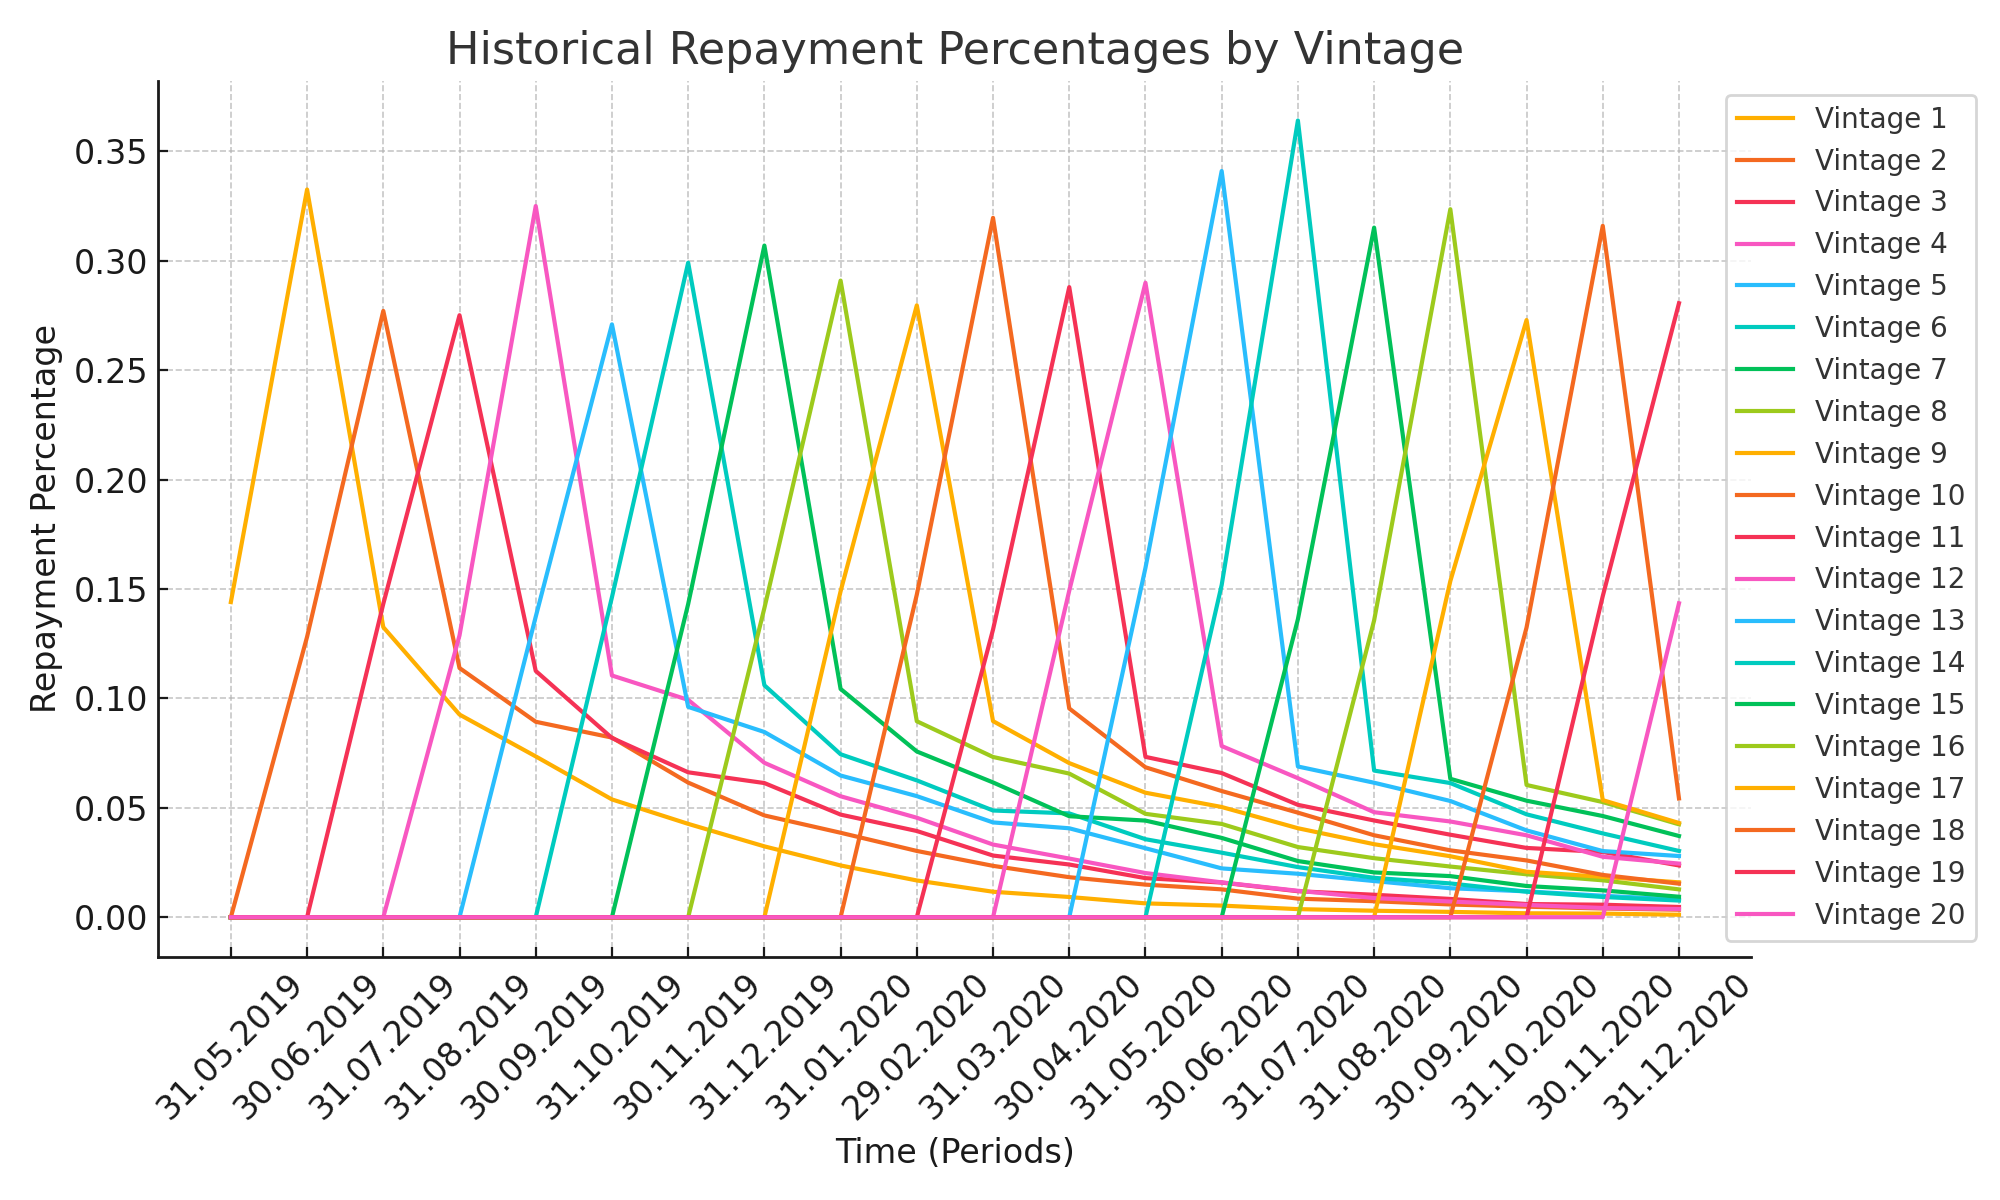 Historical Repayment Percentages by Vintage
Repayment Percentage
0.35
0.30
0.25
0.20
0.15
0.10
0.05
0.00
31.05.2019
30.06.2019
31.07.2019
31.08.2019
30.09.2019
31.10.2019
30.11.2019
31.12.2019
31.01.2020
29.02.2020
31.03.2020
30.04.2020
31.05.2020
30.06.2020
31.07.2020
31.08.2020
30.09.2020
31.10.2020
30.11.2020
31.12.2020
Time (Periods)
Vintage 1
Vintage 2
Vintage 3
Vintage 4
Vintage 5
Vintage 6
Vintage 7
Vintage 8
Vintage 9
Vintage 10
Vintage 11
Vintage 12
Vintage 13
Vintage 14
Vintage 15
Vintage 16
Vintage 17
Vintage 18
Vintage 19
Vintage 20